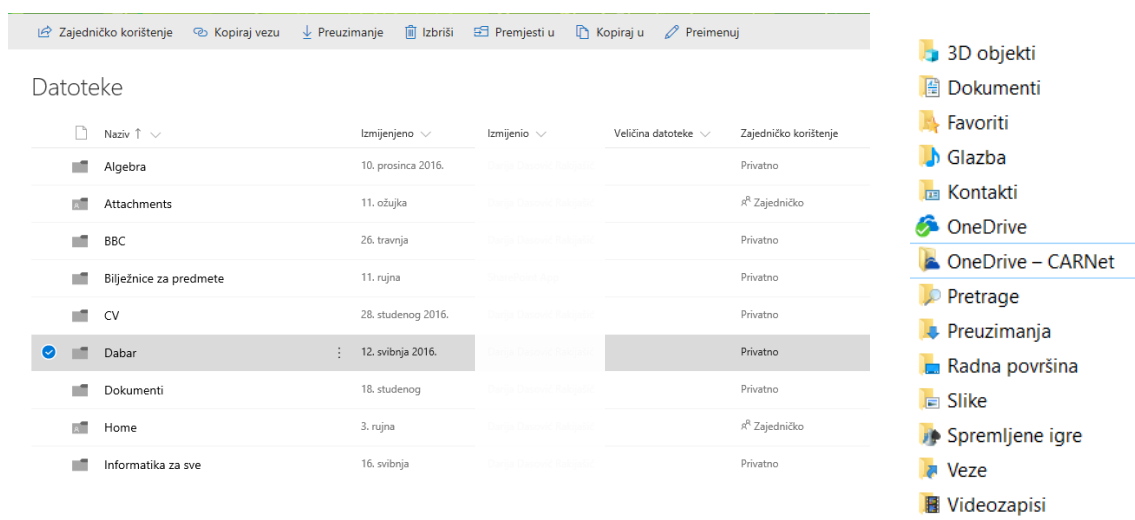 Zajedničko korištenje Kopiraj vezu Preuzimanje Izbriši Premjesti u Kopiraj u Preimenuj
Datoteke
Naziv ↑ Izmijenjeno Izmijenio Veličina datoteke Zajedničko korištenje
Algebra 10. prosinca 2016. Privatno
Attachments 11. ožujka Zajedničko
BBC 26. travnja Privatno
Bilježnice za predmete 11. rujna Privatno
CV 28. studenog 2016. Privatno
Dabar 12. svibnja 2016. Privatno
Dokumenti 18. studenog Privatno
Home 3. rujna Zajedničko
Informatika za sve 16. svibnja Privatno
3D objekti
Dokumenti
Favoriti
Glazba
Kontakti
OneDrive
OneDrive – CARNet
Pretrage
Preuzimanja
Radna površina
Slike
Spremljene igre
Veze
Videozapisi